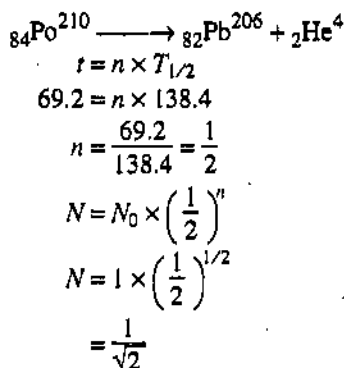 ₈₄Po²¹⁰ ⟶ ₈₂Pb²⁰⁶ + ₂He⁴
t = n × T₁/₂
69.2 = n × 138.4
n = 69.2/138.4 = 1/2
N = N₀ × (1/2)ⁿ
N = 1 × (1/2)^1/2
= 1/√2